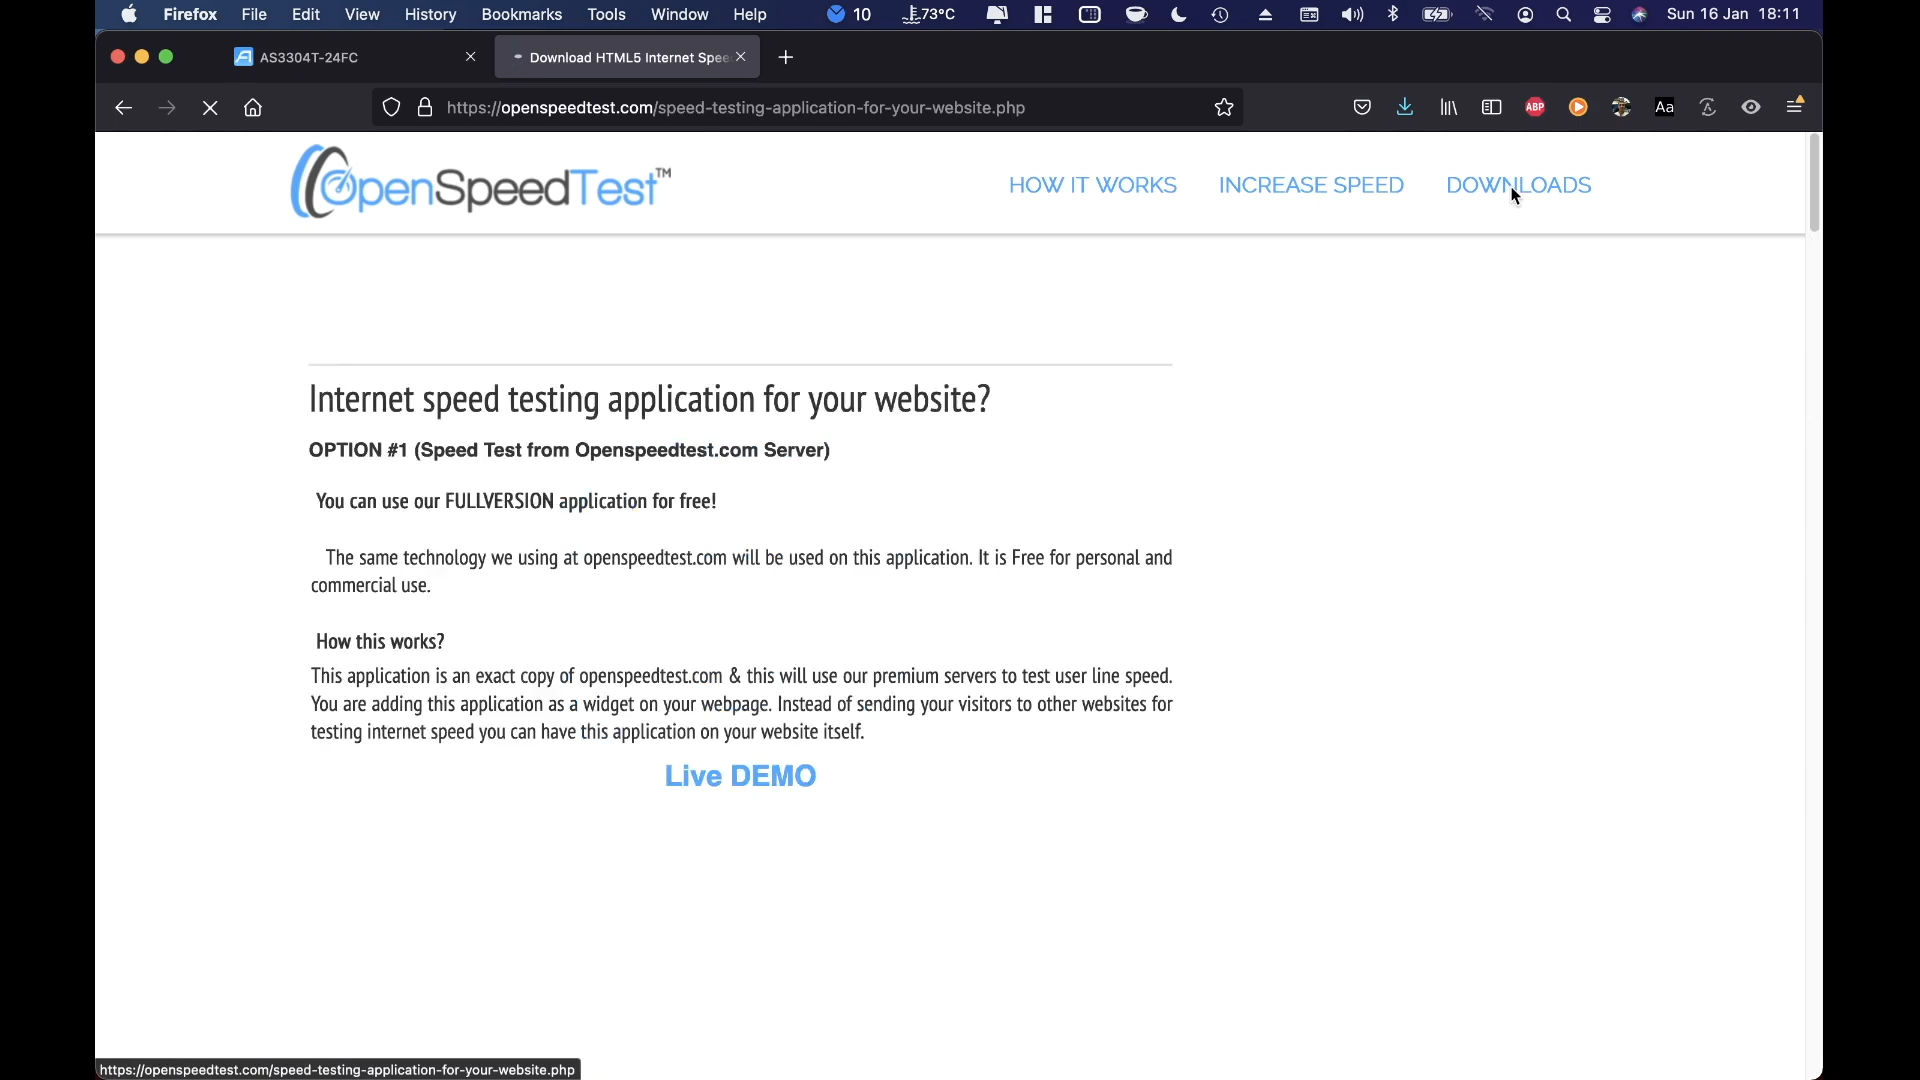 Firefox File Edit View History Bookmarks Tools Window Help 10 73°C Sun 16 Jan 18:11
AS3304T-24FC Download HTML5 Internet Spee
https://openspeedtest.com/speed-testing-application-for-your-website.php ABP Aa
OpenSpeedTest™ HOW IT WORKS INCREASE SPEED DOWNLOADS
Internet speed testing application for your website?
OPTION #1 (Speed Test from Openspeedtest.com Server)
You can use our FULLVERSION application for free!
The same technology we using at openspeedtest.com will be used on this application. It is Free for personal and
commercial use.
How this works?
This application is an exact copy of openspeedtest.com & this will use our premium servers to test user line speed.
You are adding this application as a widget on your webpage. Instead of sending your visitors to other websites for
testing internet speed you can have this application on your website itself.
Live DEMO
https://openspeedtest.com/speed-testing-application-for-your-website.php